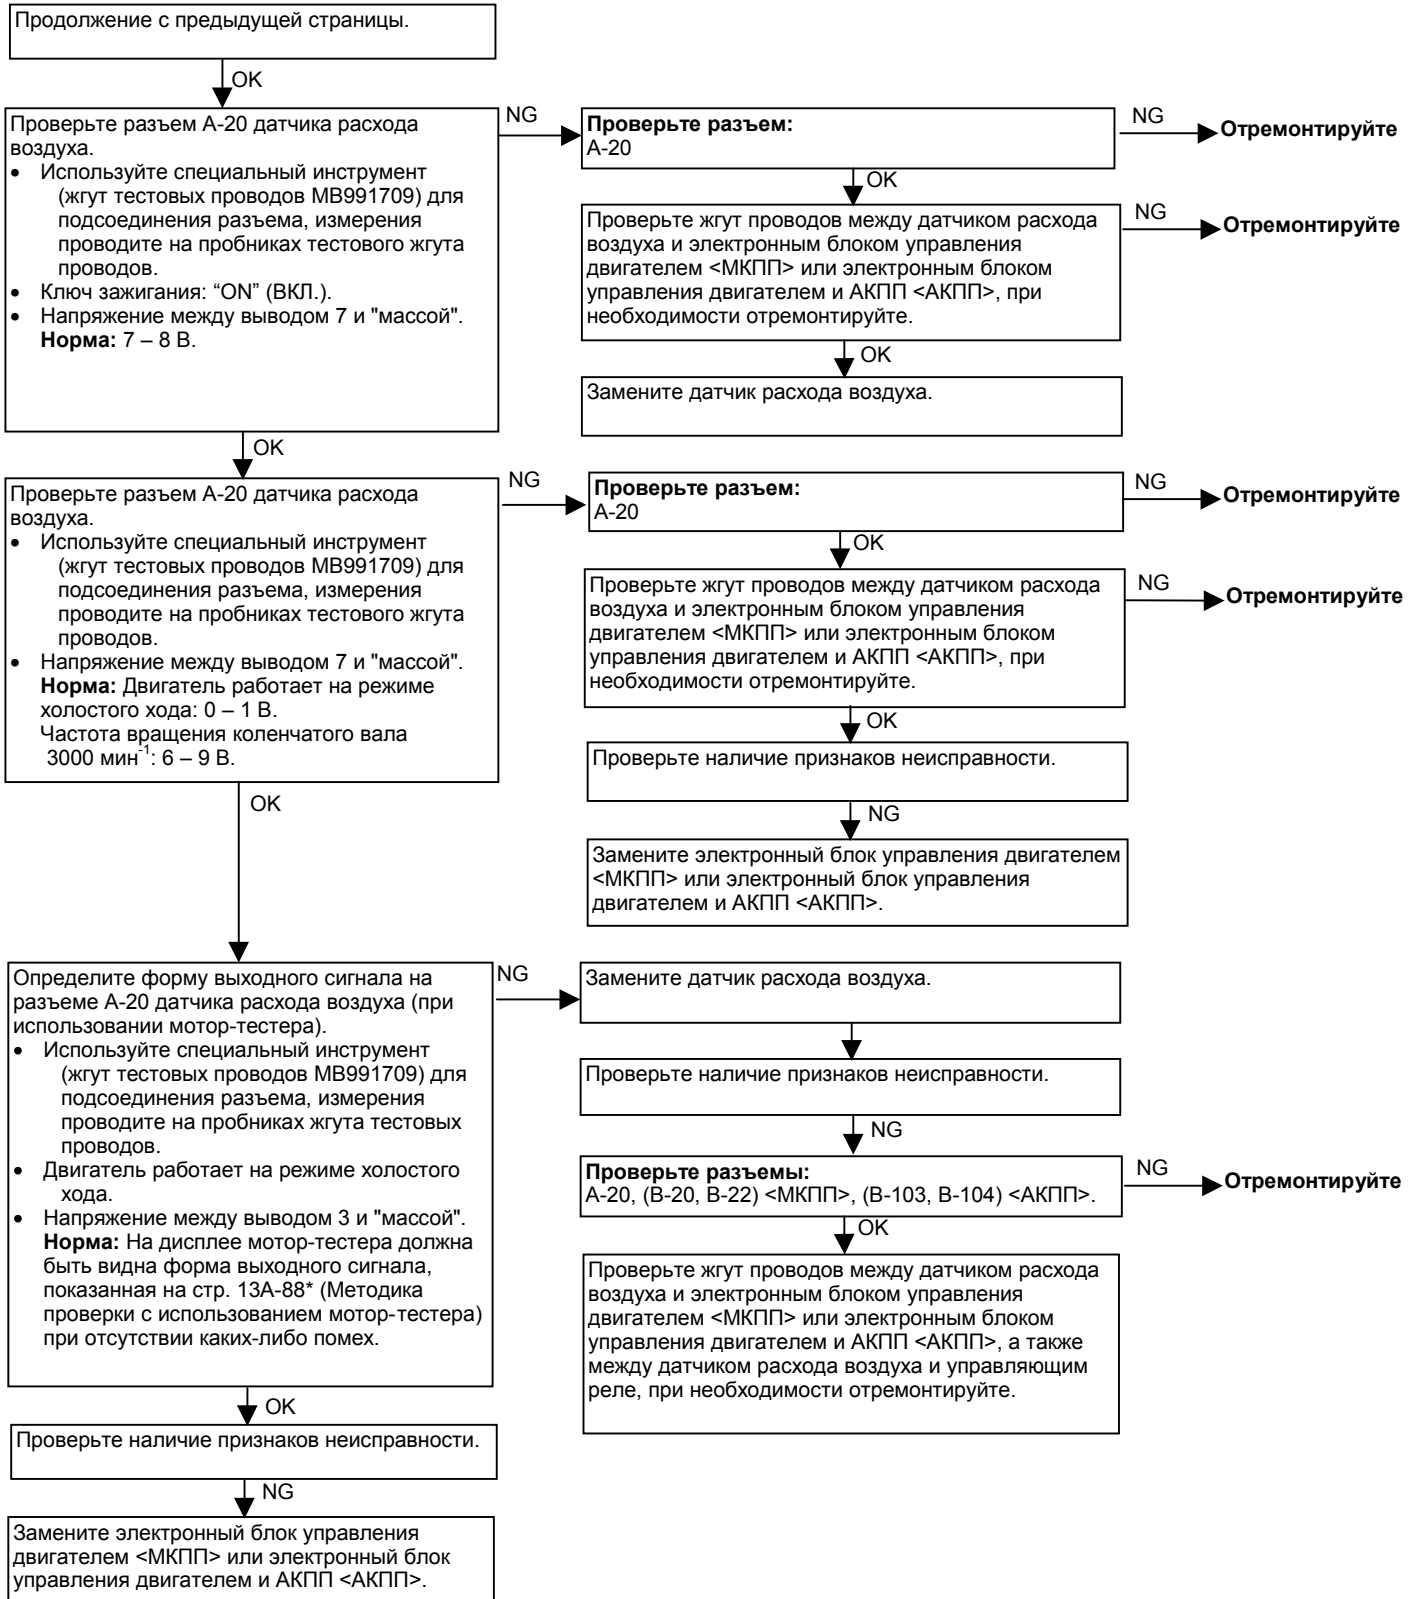 Продолжение с предыдущей страницы.
OK
Проверьте разъем А-20 датчика расхода
воздуха.
• Используйте специальный инструмент
(жгут тестовых проводов MB991709) для
подсоединения разъема, измерения
проводите на пробниках тестового жгута
проводов.
• Ключ зажигания: “ON” (ВКЛ.).
• Напряжение между выводом 7 и "массой".
Норма: 7 – 8 В.
NG
Проверьте разъем:
А-20
NG
Отремонтируйте
OK
Проверьте жгут проводов между датчиком расхода
воздуха и электронным блоком управления
двигателем <МКПП> или электронным блоком
управления двигателем и АКПП <АКПП>, при
необходимости отремонтируйте.
NG
Отремонтируйте
OK
Замените датчик расхода воздуха.
OK
Проверьте разъем А-20 датчика расхода
воздуха.
• Используйте специальный инструмент
(жгут тестовых проводов MB991709) для
подсоединения разъема, измерения
проводите на пробниках тестового жгута
проводов.
• Напряжение между выводом 7 и "массой".
Норма: Двигатель работает на режиме
холостого хода: 0 – 1 В.
Частота вращения коленчатого вала
3000 мин⁻¹: 6 – 9 В.
NG
Проверьте разъем:
А-20
NG
Отремонтируйте
OK
Проверьте жгут проводов между датчиком расхода
воздуха и электронным блоком управления
двигателем <МКПП> или электронным блоком
управления двигателем и АКПП <АКПП>, при
необходимости отремонтируйте.
NG
Отремонтируйте
OK
Проверьте наличие признаков неисправности.
NG
Замените электронный блок управления двигателем
<МКПП> или электронный блок управления
двигателем и АКПП <АКПП>.
OK
Определите форму выходного сигнала на
разъеме А-20 датчика расхода воздуха (при
использовании мотор-тестера).
• Используйте специальный инструмент
(жгут тестовых проводов MB991709) для
подсоединения разъема, измерения
проводите на пробниках жгута тестовых
проводов.
• Двигатель работает на режиме холостого
хода.
• Напряжение между выводом 3 и "массой".
Норма: На дисплее мотор-тестера должна
быть видна форма выходного сигнала,
показанная на стр. 13А-88* (Методика
проверки с использованием мотор-тестера)
при отсутствии каких-либо помех.
NG
Замените датчик расхода воздуха.
Проверьте наличие признаков неисправности.
NG
Проверьте разъемы:
А-20, (В-20, В-22) <МКПП>, (В-103, В-104) <АКПП>.
NG
Отремонтируйте
OK
Проверьте жгут проводов между датчиком расхода
воздуха и электронным блоком управления
двигателем <МКПП> или электронным блоком
управления двигателем и АКПП <АКПП>, а также
между датчиком расхода воздуха и управляющим
реле, при необходимости отремонтируйте.
OK
Проверьте наличие признаков неисправности.
NG
Замените электронный блок управления
двигателем <МКПП> или электронный блок
управления двигателем и АКПП <АКПП>.